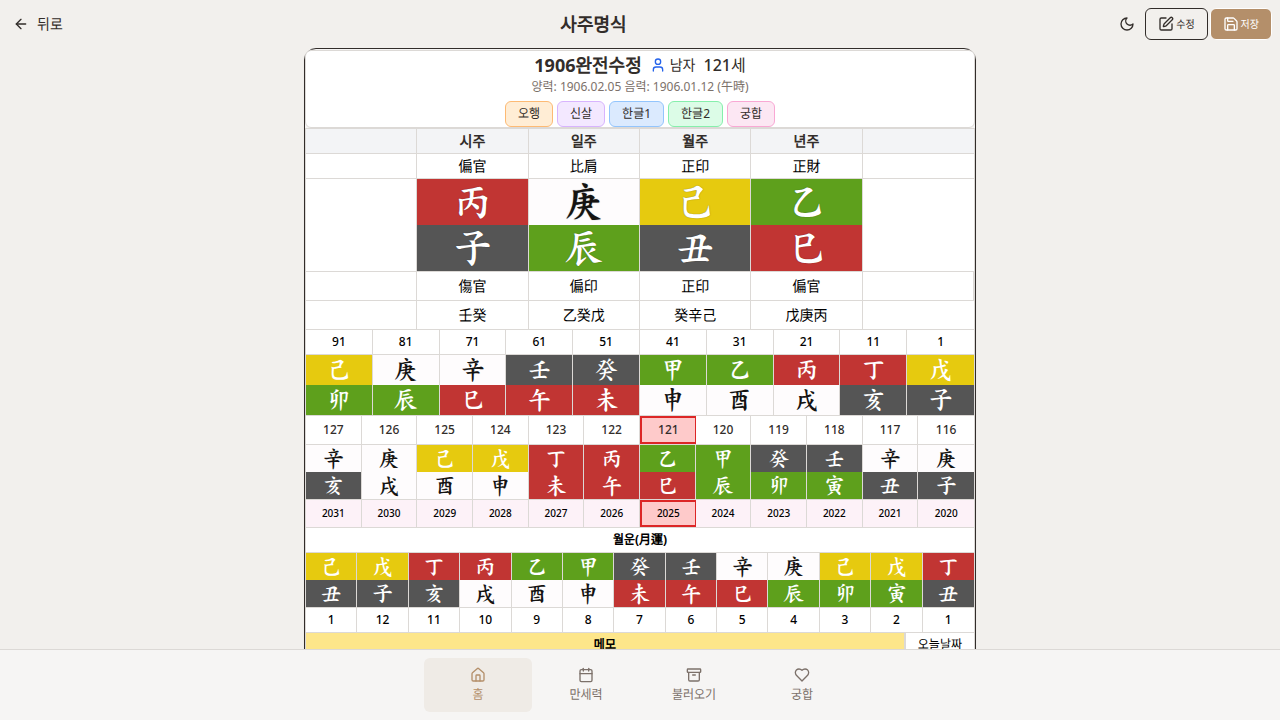 뒤로 사주명식 수정 저장
1906완전수정 남자 121세
양력: 1906.02.05 음력: 1906.01.12 (午時)
오행 신살 한글1 한글2 궁합
시주 일주 월주 년주
偏官 比肩 正印 正財
丙 庚 己 乙
子 辰 丑 巳
傷官 偏印 正印 偏官
壬癸 乙癸戊 癸辛己 戊庚丙
91 81 71 61 51 41 31 21 11 1
己 庚 辛 壬 癸 甲 乙 丙 丁 戊
卯 辰 巳 午 未 申 酉 戌 亥 子
127 126 125 124 123 122 121 120 119 118 117 116
辛 庚 己 戊 丁 丙 乙 甲 癸 壬 辛 庚
亥 戌 酉 申 未 午 巳 辰 卯 寅 丑 子
2031 2030 2029 2028 2027 2026 2025 2024 2023 2022 2021 2020
월운(月運)
己 戊 丁 丙 乙 甲 癸 壬 辛 庚 己 戊 丁
丑 子 亥 戌 酉 申 未 午 巳 辰 卯 寅 丑
1 12 11 10 9 8 7 6 5 4 3 2 1
메모 오늘날짜
홈 만세력 불러오기 궁합